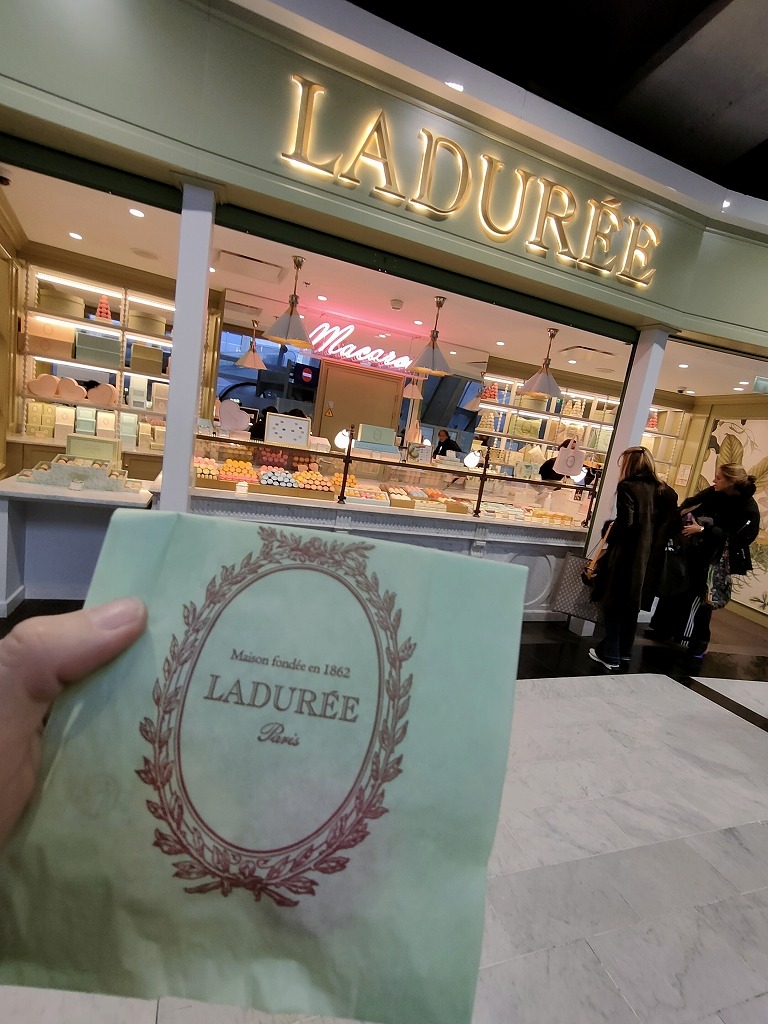 LADURÉE
Macaro
Maison fondée en 1862
LADURÉE
Paris